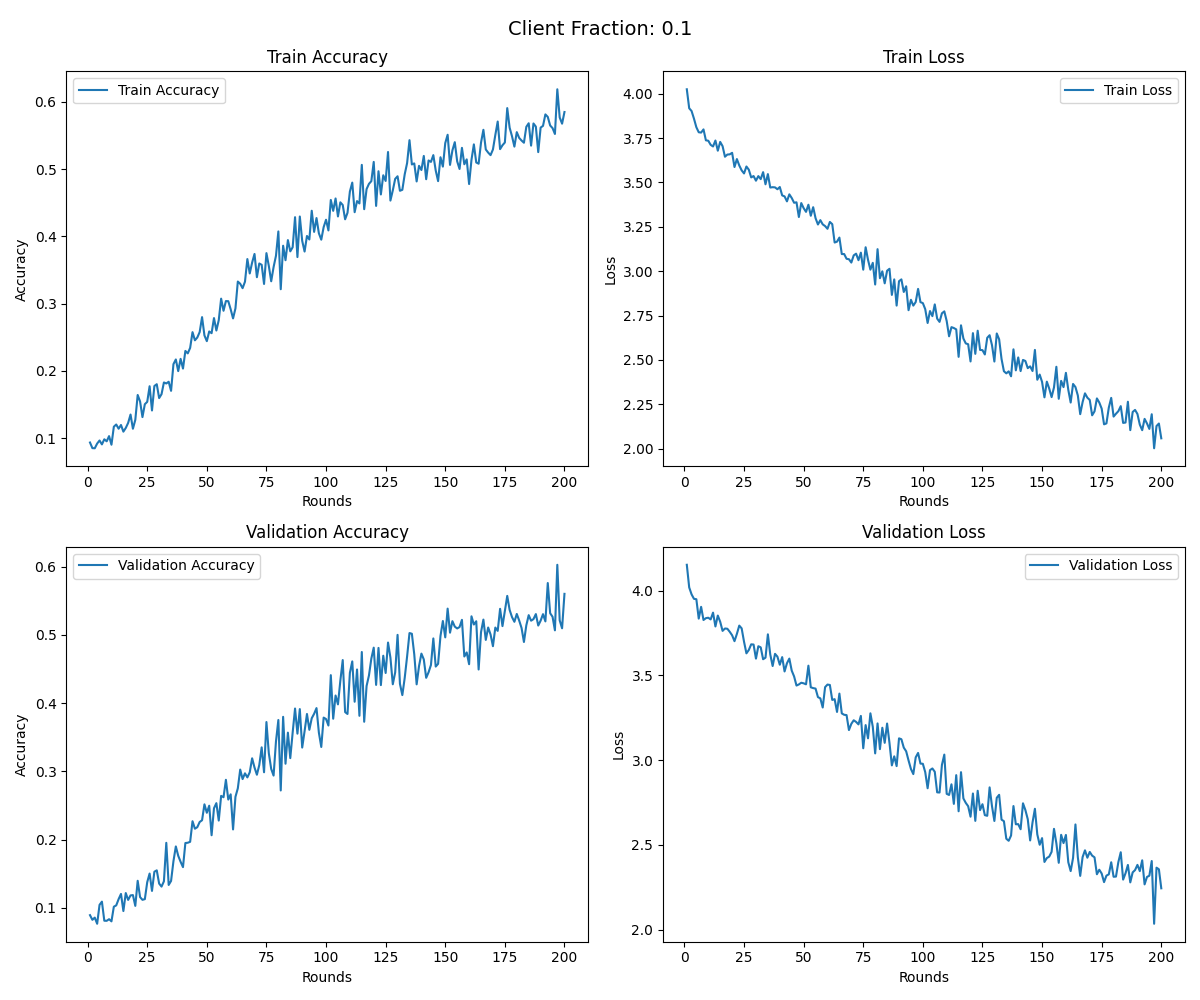 Client Fraction: 0.1
Train Accuracy
Train Accuracy
0.6
0.5
0.4
0.3
0.2
0.1
Accuracy
0 25 50 75 100 125 150 175 200
Rounds
Train Loss
Train Loss
4.00
3.75
3.50
3.25
3.00
2.75
2.50
2.25
2.00
Loss
0 25 50 75 100 125 150 175 200
Rounds
Validation Accuracy
Validation Accuracy
0.6
0.5
0.4
0.3
0.2
0.1
Accuracy
0 25 50 75 100 125 150 175 200
Rounds
Validation Loss
Validation Loss
4.0
3.5
3.0
2.5
2.0
Loss
0 25 50 75 100 125 150 175 200
Rounds